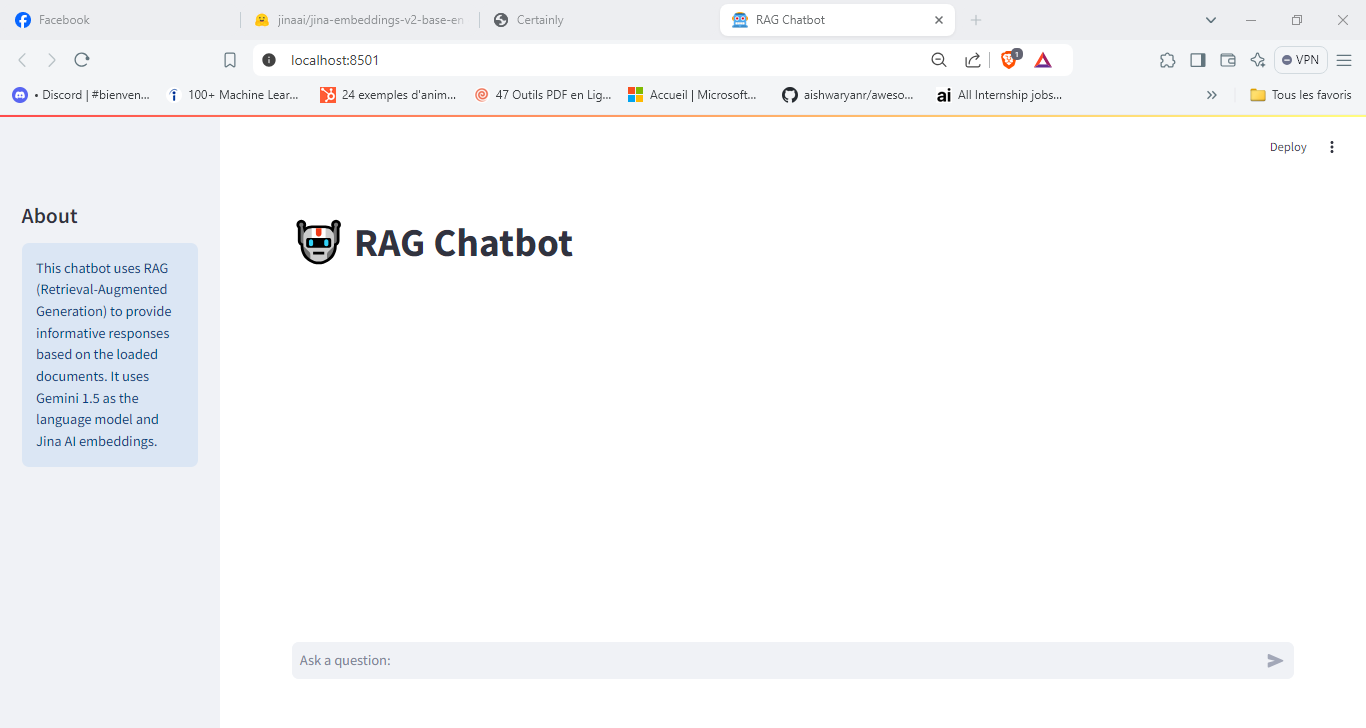 Facebook
jinaai/jina-embeddings-v2-base-en
Certainly
RAG Chatbot
localhost:8501
1
VPN
• Discord | #bienven...
100+ Machine Lear...
24 exemples d'anim...
47 Outils PDF en Lig...
Accueil | Microsoft...
aishwaryanr/aweso...
ai All Internship jobs...
Tous les favoris
Deploy
About
This chatbot uses RAG
(Retrieval-Augmented
Generation) to provide
informative responses
based on the loaded
documents. It uses
Gemini 1.5 as the
language model and
Jina AI embeddings.
RAG Chatbot
Ask a question: